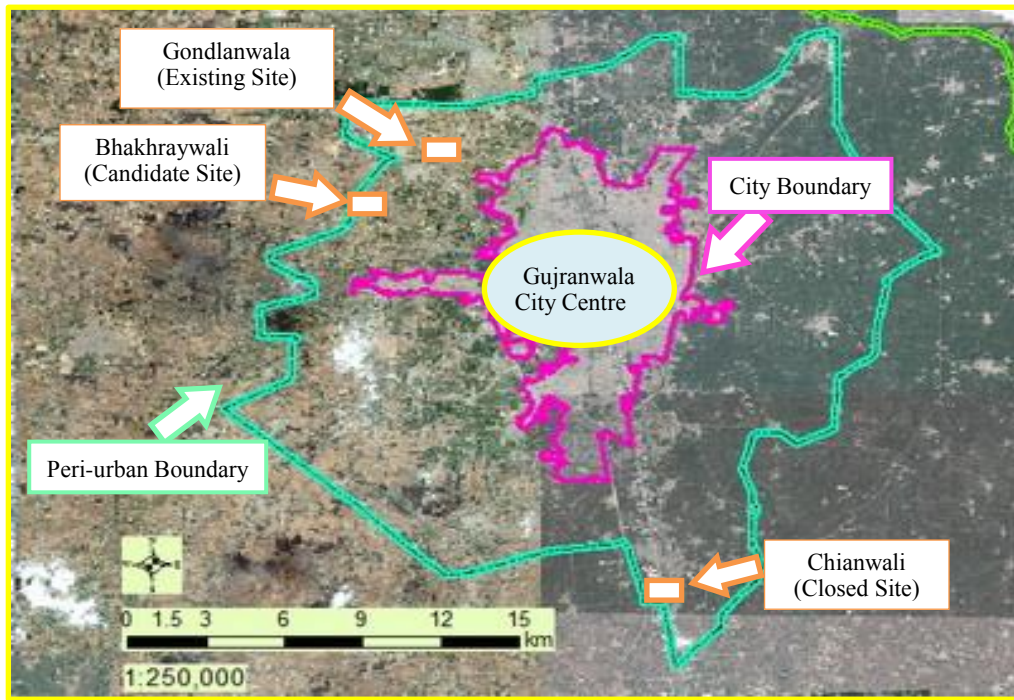 Gondlanwala
(Existing Site)
Bhakhraywali
(Candidate Site)
City Boundary
Gujranwala
City Centre
Peri-urban Boundary
Chianwali
(Closed Site)
0 1.5 3 6 9 12 15
km
1:250,000